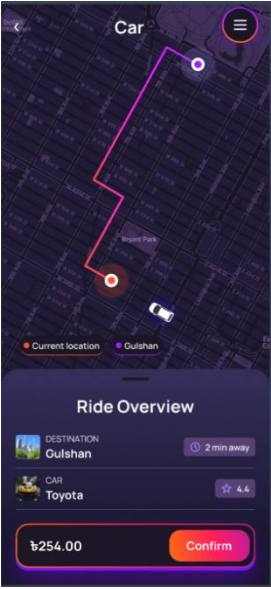 Car
Bryant Park
Current location
Gulshan
Ride Overview
DESTINATION
Gulshan
2 min away
CAR
Toyota
4.4
৳254.00
Confirm